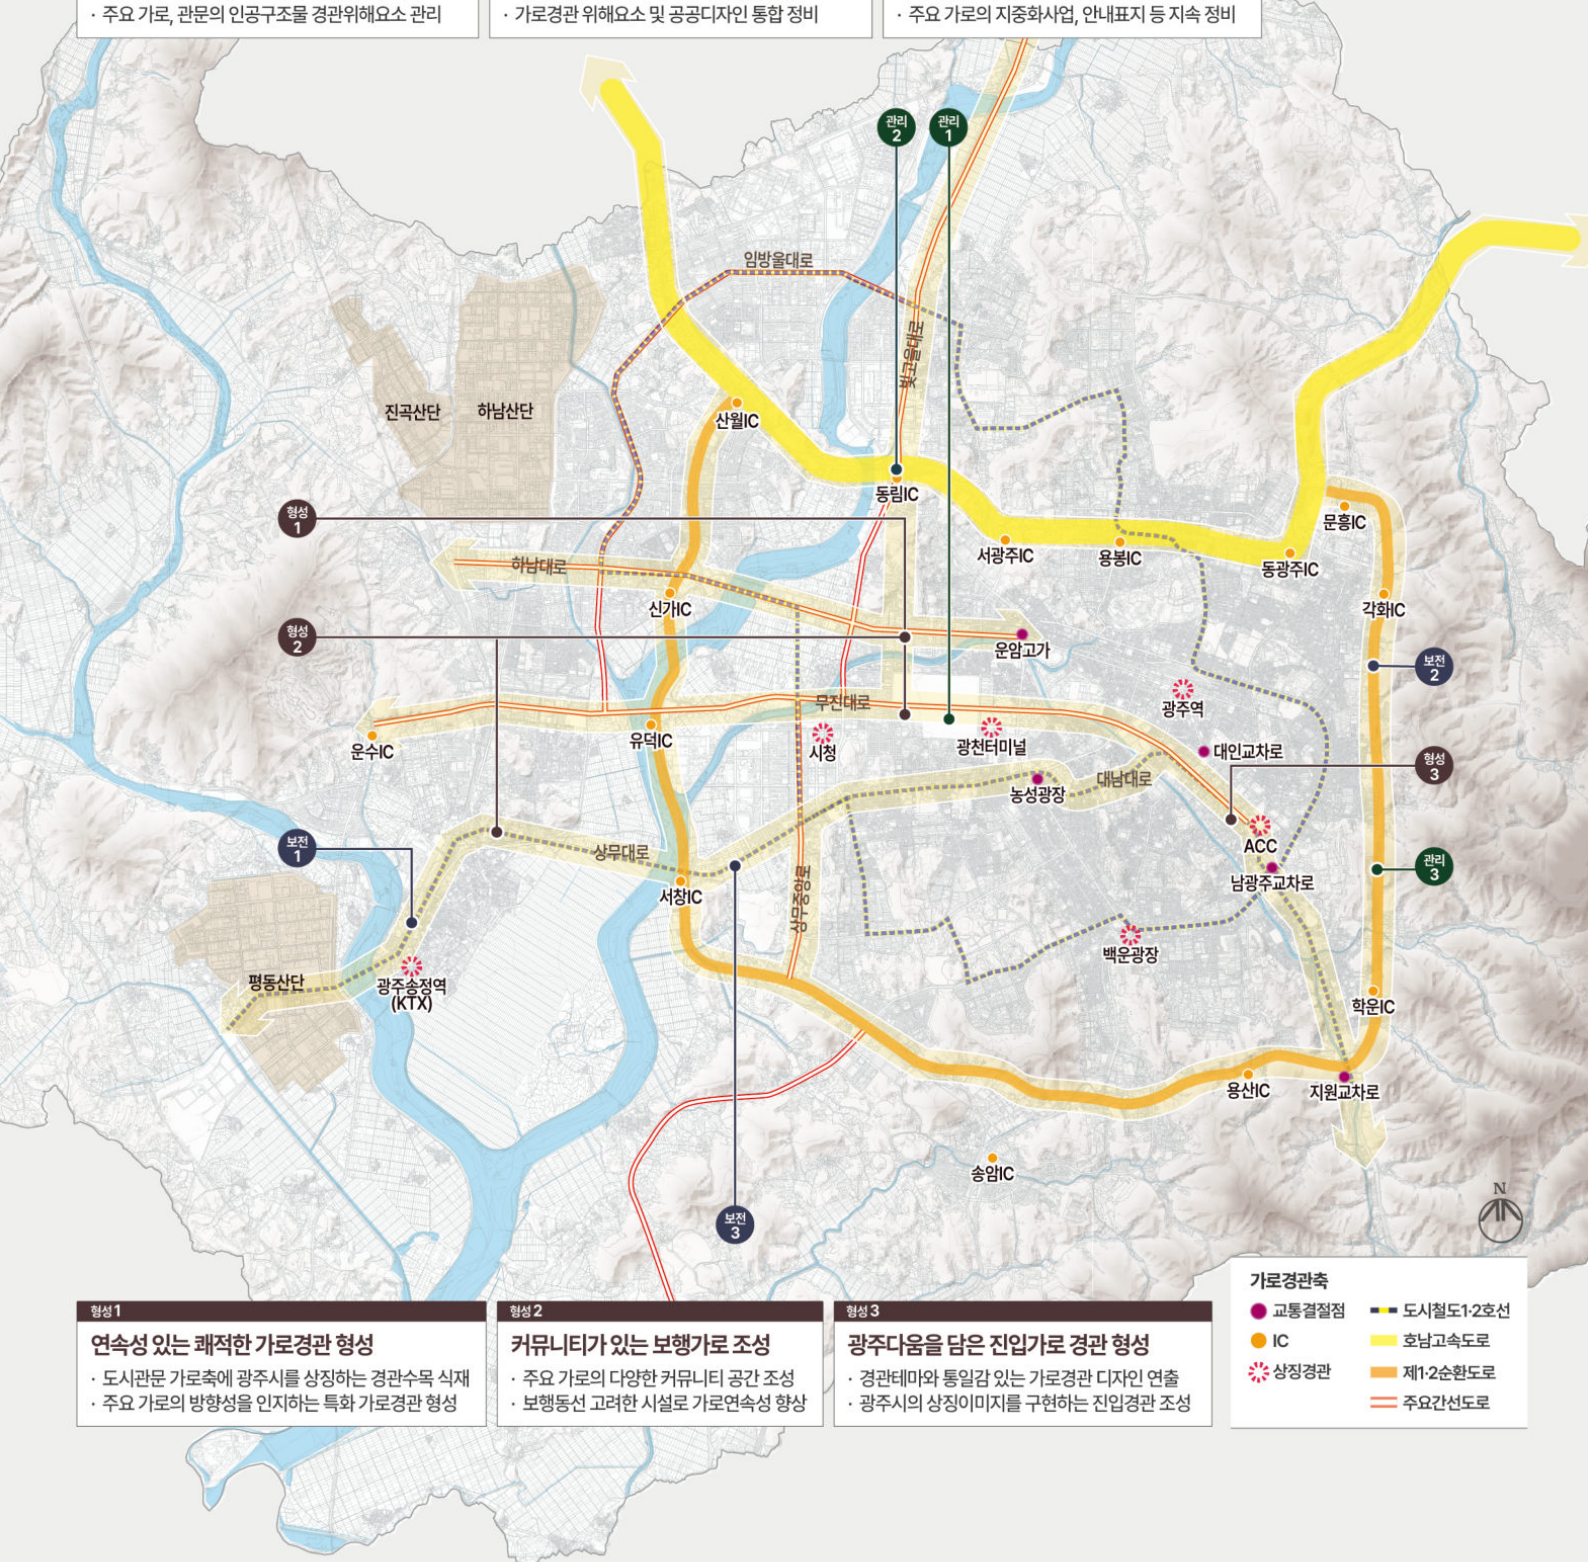 · 주요 가로, 관문의 인공구조물 경관위해요소 관리
· 가로경관 위해요소 및 공공디자인 통합 정비
· 주요 가로의 지중화사업, 안내표지 등 지속 정비
관리
2
관리
1
임방울대로
빛고을대로
진곡산단
하남산단
산월IC
동림IC
문흥IC
형성
1
서광주IC
용봉IC
동광주IC
하남대로
신가IC
각화IC
형성
2
운암고가
보전
2
무진대로
광주역
운수IC
유덕IC
시청
광천터미널
대인교차로
형성
3
농성광장
대남대로
보전
1
상무대로
ACC
관리
3
서창IC
상무중앙로
남광주교차로
백운광장
평동산단
광주송정역
(KTX)
학운IC
용산IC
지원교차로
송암IC
보전
3
N
형성 1
연속성 있는 쾌적한 가로경관 형성
· 도시관문 가로축에 광주시를 상징하는 경관수목 식재
· 주요 가로의 방향성을 인지하는 특화 가로경관 형성
형성 2
커뮤니티가 있는 보행가로 조성
· 주요 가로의 다양한 커뮤니티 공간 조성
· 보행동선 고려한 시설로 가로연속성 향상
형성 3
광주다움을 담은 진입가로 경관 형성
· 경관테마와 통일감 있는 가로경관 디자인 연출
· 광주시의 상징이미지를 구현하는 진입경관 조성
가로경관축
교통결절점
IC
상징경관
도시철도1·2호선
호남고속도로
제1·2순환도로
주요간선도로